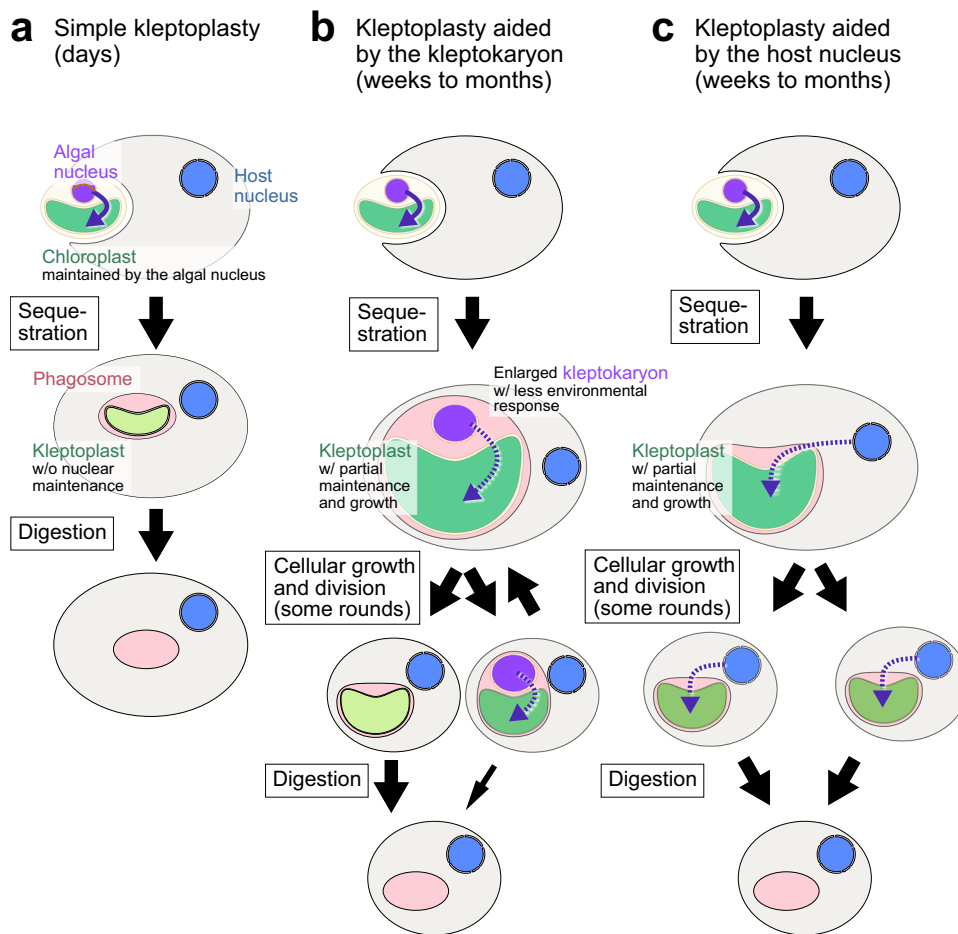 a Simple kleptoplasty
(days)
Algal
nucleus
Host
nucleus
Chloroplast
maintained by the algal nucleus
Seque-
stration
Phagosome
Kleptoplast
w/o nuclear
maintenance
Digestion
b Kleptoplasty aided
by the kleptokaryon
(weeks to months)
Seque-
stration
Enlarged kleptokaryon
w/ less environmental
response
Kleptoplast
w/ partial
maintenance
and growth
Cellular growth
and division
(some rounds)
Digestion
c Kleptoplasty aided
by the host nucleus
(weeks to months)
Seque-
stration
Kleptoplast
w/ partial
maintenance
and growth
Cellular growth
and division
(some rounds)
Digestion